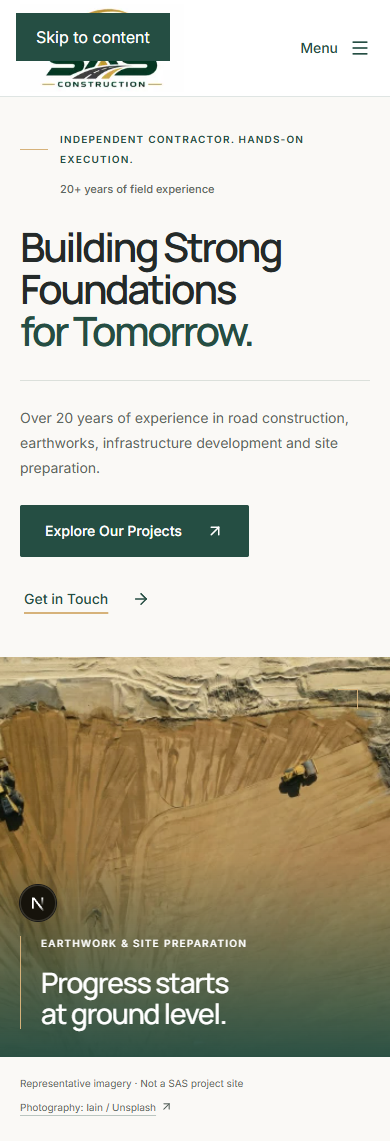 Skip to content
SAS
CONSTRUCTION
Menu
INDEPENDENT CONTRACTOR. HANDS-ON
EXECUTION.
20+ years of field experience
Building Strong
Foundations
for Tomorrow.
Over 20 years of experience in road construction,
earthworks, infrastructure development and site
preparation.
Explore Our Projects
Get in Touch
N
EARTHWORK & SITE PREPARATION
Progress starts
at ground level.
Representative imagery · Not a SAS project site
Photography: Iain / Unsplash